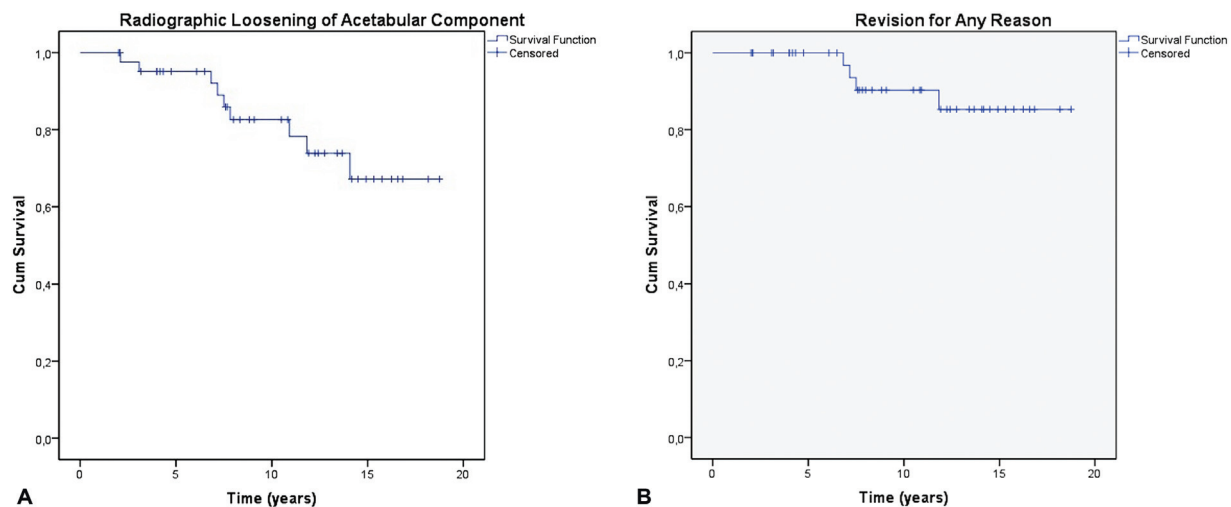 Radiographic Loosening of Acetabular Component
Survival Function
Censored
1,0
0,8
0,6
0,4
0,2
0,0
Cum Survival
0 5 10 15 20
Time (years)
A
Revision for Any Reason
Survival Function
Censored
1,0
0,8
0,6
0,4
0,2
0,0
Cum Survival
0 5 10 15 20
Time (years)
B